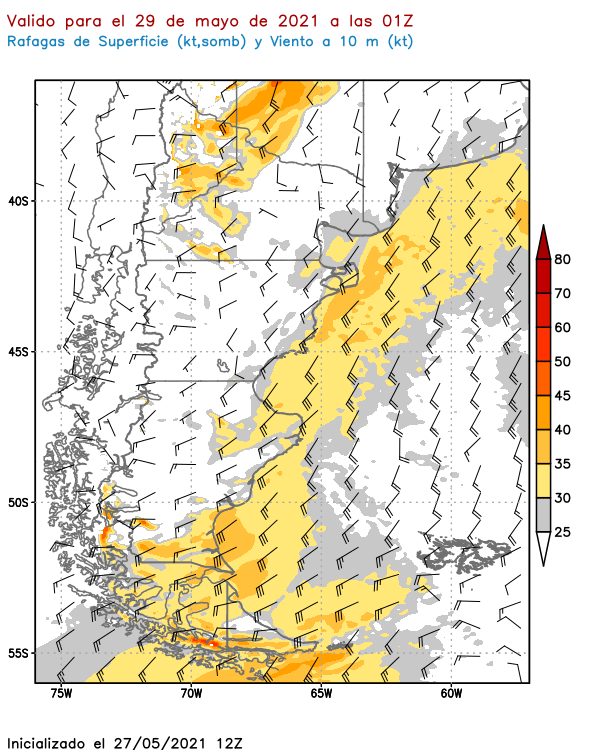 Valido para el 29 de mayo de 2021 a las 01Z
Rafagas de Superficie (kt,somb) y Viento a 10 m (kt)
40S
45S
50S
55S
75W 70W 65W 60W
80
70
60
50
45
40
35
30
25
Inicializado el 27/05/2021 12Z